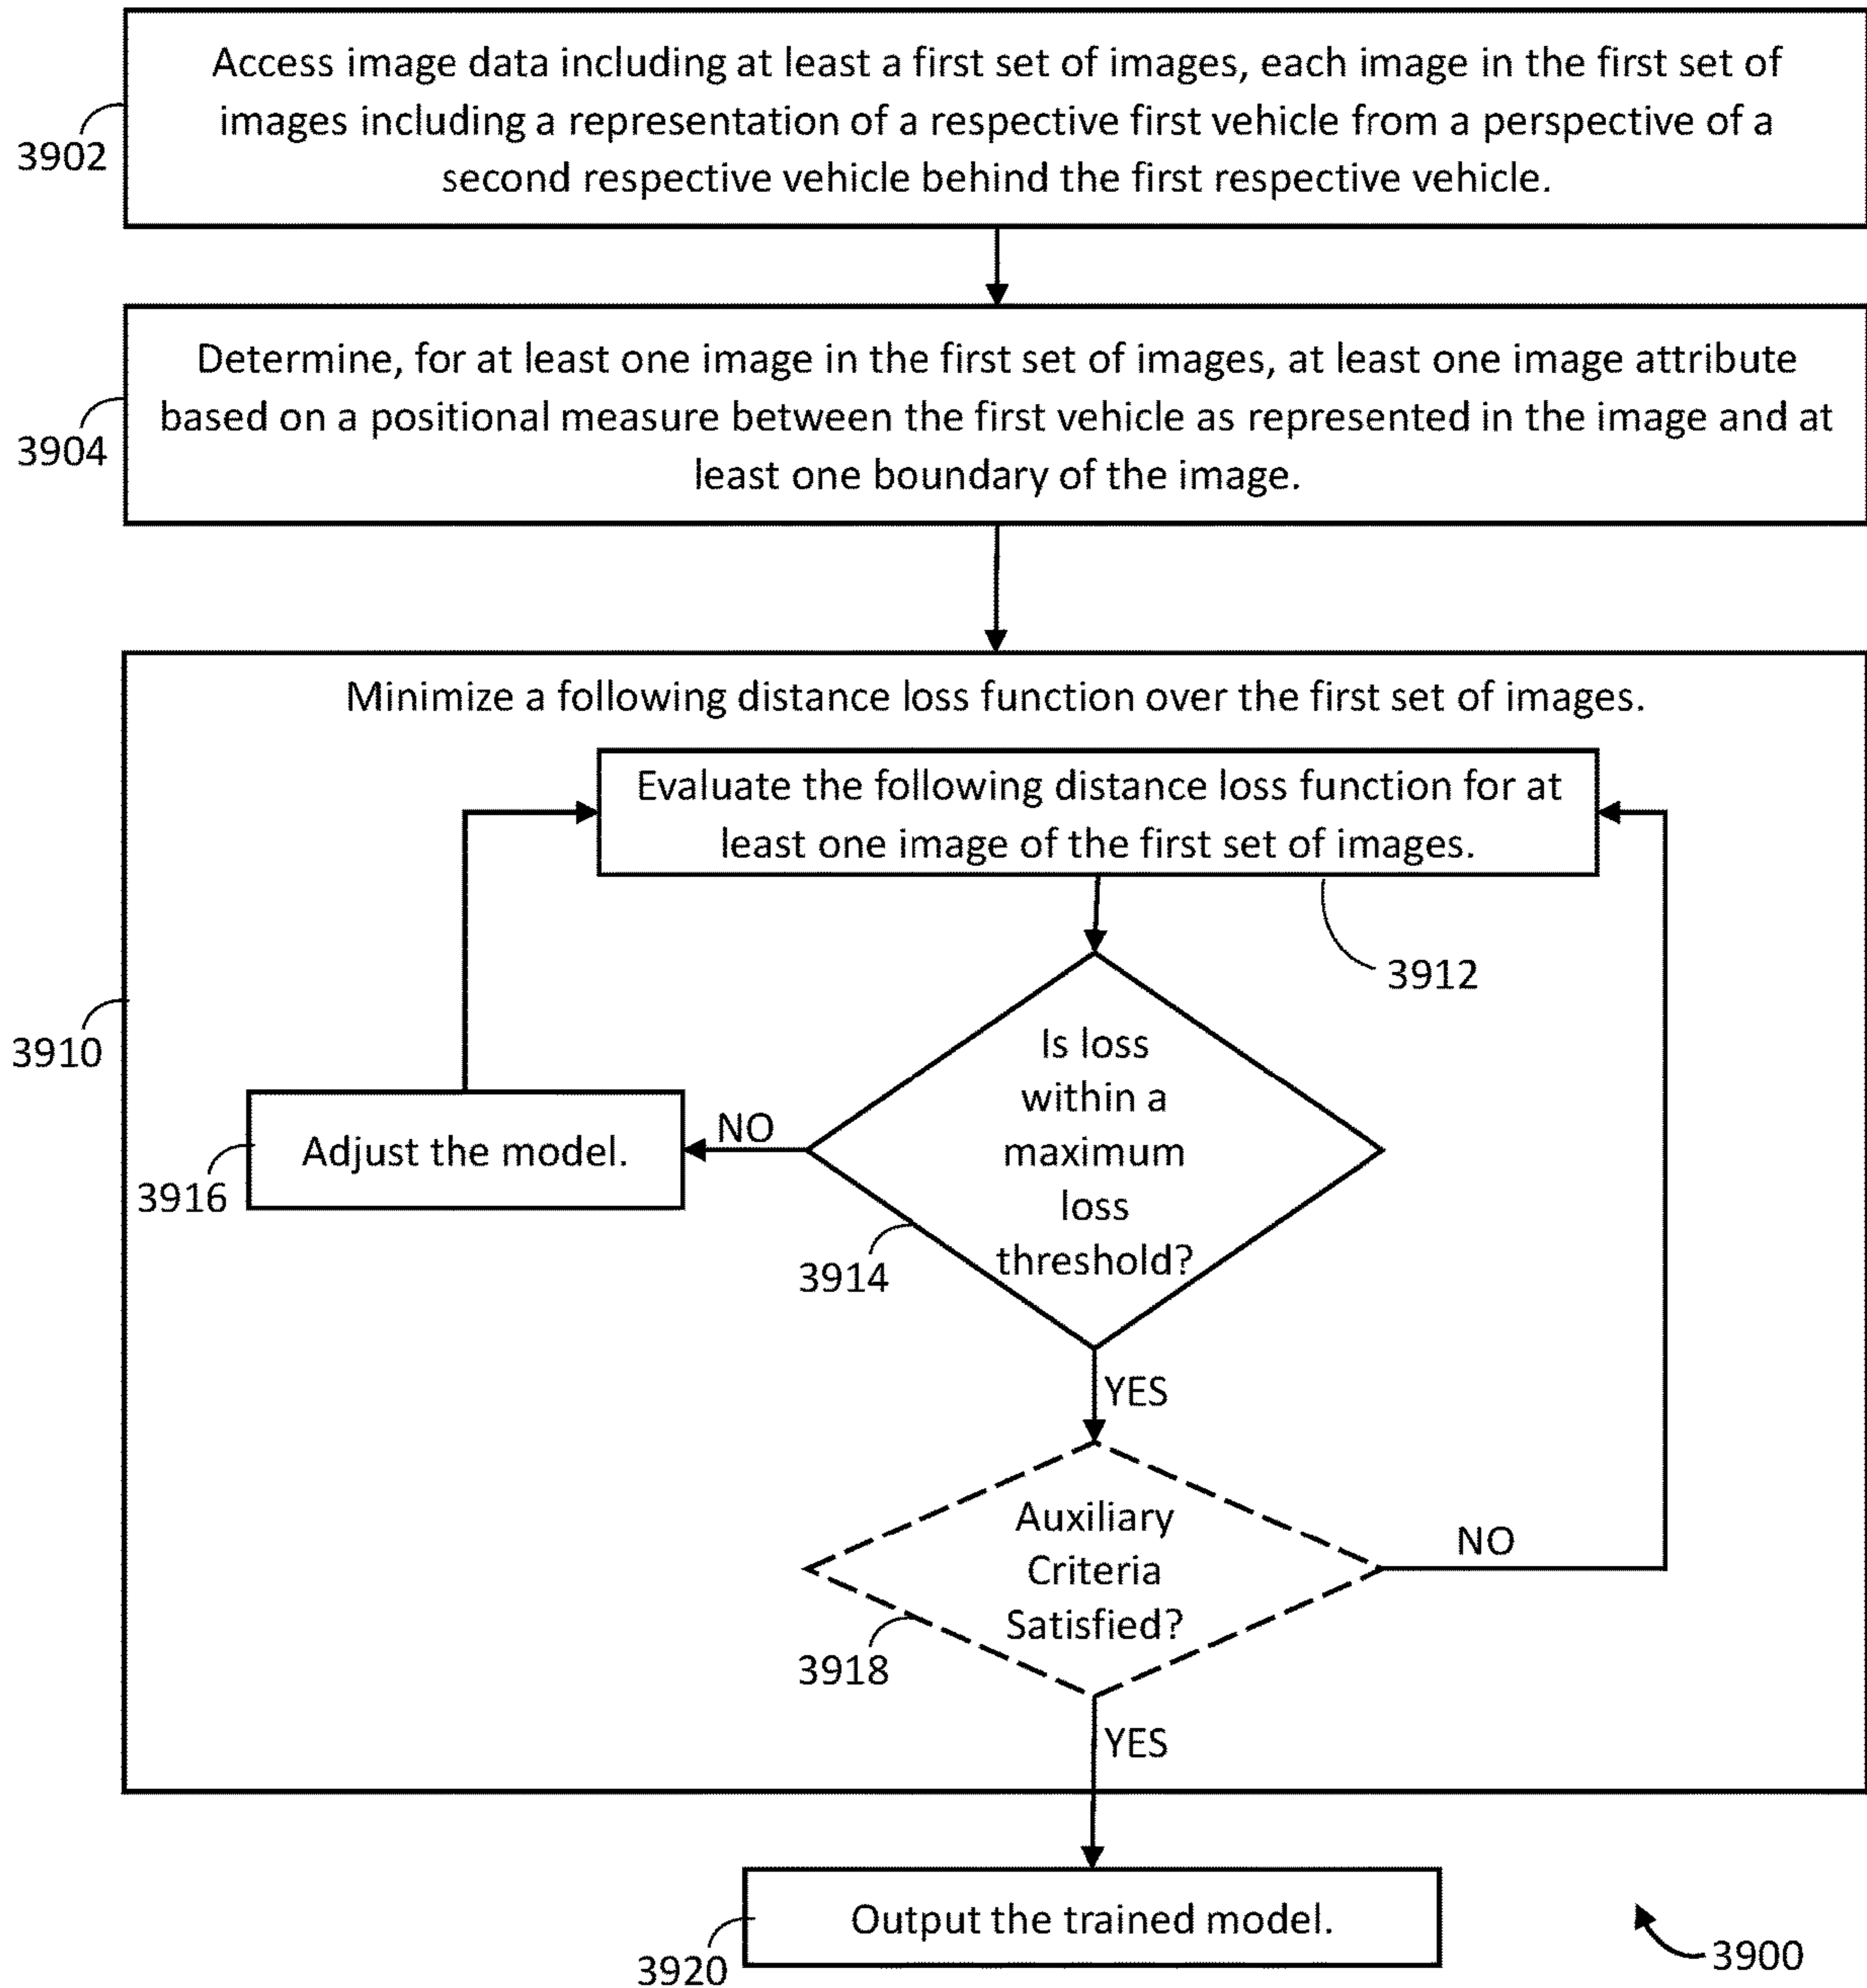 Access image data including at least a first set of images, each image in the first set of
images including a representation of a respective first vehicle from a perspective of a
second respective vehicle behind the first respective vehicle.
3902
Determine, for at least one image in the first set of images, at least one image attribute
based on a positional measure between the first vehicle as represented in the image and at
least one boundary of the image.
3904
Minimize a following distance loss function over the first set of images.
Evaluate the following distance loss function for at
least one image of the first set of images.
3912
3910
Is loss
within a
maximum
loss
threshold?
NO
Adjust the model.
3916
3914
YES
Auxiliary
Criteria
Satisfied?
NO
3918
YES
Output the trained model.
3920
3900